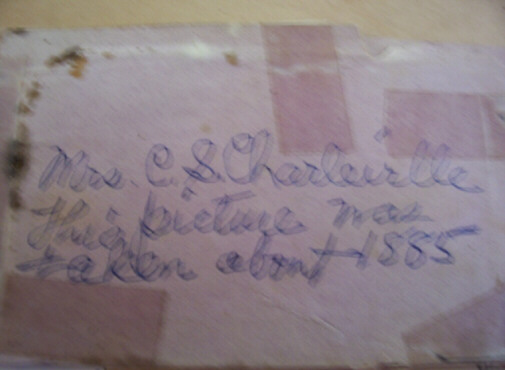 Mrs. C. S. Charleville
This picture was
taken about 1885